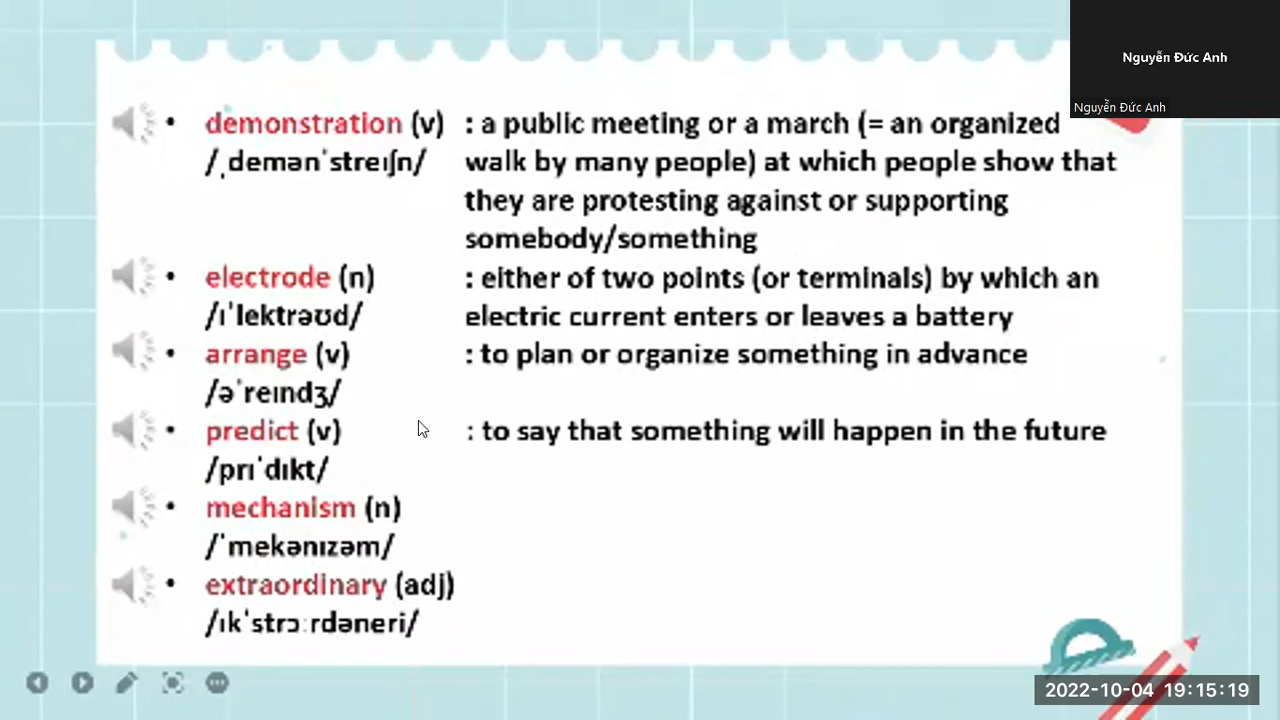 Nguyễn Đức Anh
Nguyễn Đức Anh
• demonstration (v) : a public meeting or a march (= an organized
/ˌdemənˈstreɪʃn/ walk by many people) at which people show that
they are protesting against or supporting
somebody/something
• electrode (n) : either of two points (or terminals) by which an
/ɪˈlektrəʊd/ electric current enters or leaves a battery
• arrange (v) : to plan or organize something in advance
/əˈreɪndʒ/
• predict (v) : to say that something will happen in the future
/prɪˈdɪkt/
• mechanism (n)
/ˈmekənɪzəm/
• extraordinary (adj)
/ɪkˈstrɔːrdəneri/
2022-10-04 19:15:19